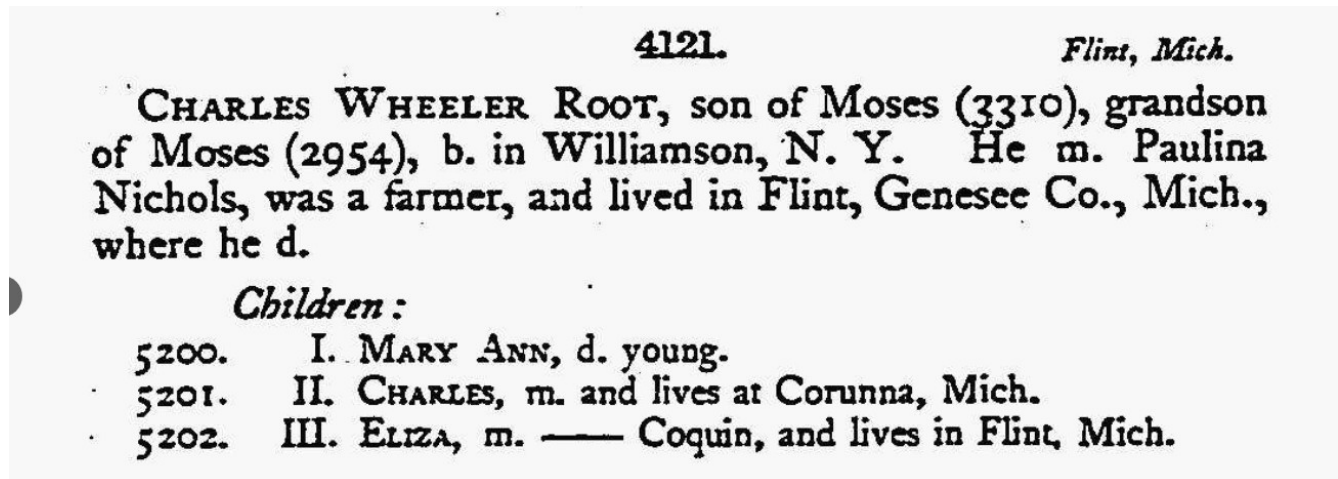 4121. Flint, Mich.
CHARLES WHEELER ROOT, son of Moses (3310), grandson
of Moses (2954), b. in Williamson, N. Y. He m. Paulina
Nichols, was a farmer, and lived in Flint, Genesee Co., Mich.,
where he d.
Children:
5200. I. MARY ANN, d. young.
5201. II. CHARLES, m. and lives at Corunna, Mich.
5202. III. ELIZA, m. —— Coquin, and lives in Flint, Mich.